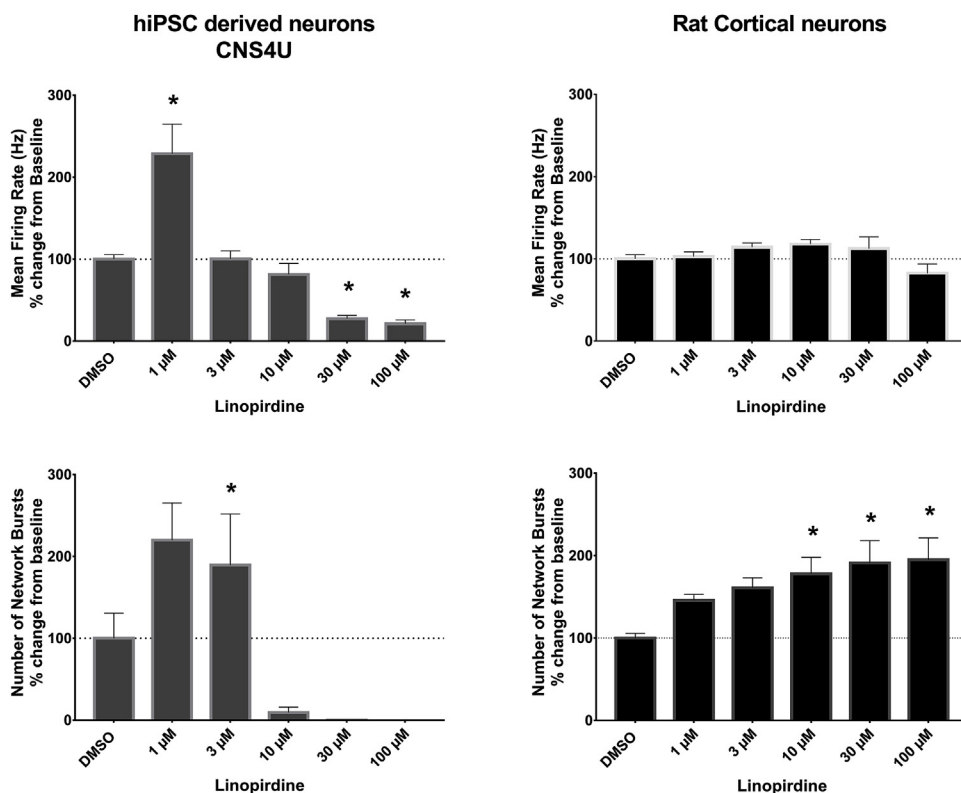 hiPSC derived neurons
CNS4U
Rat Cortical neurons
Mean Firing Rate (Hz)
% change from Baseline
300
200
100
0
*
*
*
DMSO
1 µM
3 µM
10 µM
30 µM
100 µM
Linopirdine
Mean Firing Rate (Hz)
% change from Baseline
300
200
100
0
DMSO
1 µM
3 µM
10 µM
30 µM
100 µM
Linopirdine
Number of Network Bursts
% change from baseline
300
200
100
0
*
DMSO
1 µM
3 µM
10 µM
30 µM
100 µM
Linopirdine
Number of Network Bursts
% change from baseline
300
200
100
0
*
*
*
DMSO
1 µM
3 µM
10 µM
30 µM
100 µM
Linopirdine